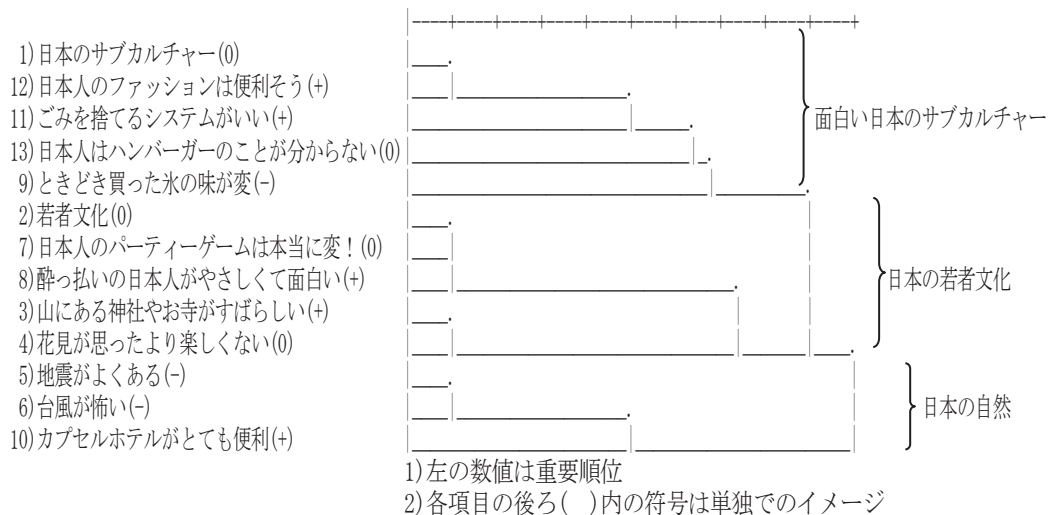 1)日本のサブカルチャー(0)
12)日本人のファッションは便利そう(+)
11)ごみを捨てるシステムがいい(+)
13)日本人はハンバーガーのことが分からない(0)
9)ときどき買った氷の味が変(-)
面白い日本のサブカルチャー
2)若者文化(0)
7)日本人のパーティーゲームは本当に変！(0)
8)酔っ払いの日本人がやさしくて面白い(+)
3)山にある神社やお寺がすばらしい(+)
4)花見が思ったより楽しくない(0)
日本の若者文化
5)地震がよくある(-)
6)台風が怖い(-)
10)カプセルホテルがとても便利(+)
日本の自然
1)左の数値は重要順位
2)各項目の後ろ( )内の符号は単独でのイメージ